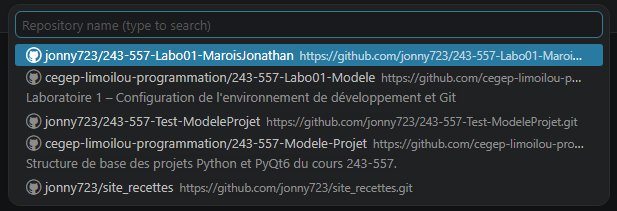 Repository name (type to search)
jonny723/243-557-Labo01-MaroisJonathan https://github.com/jonny723/243-557-Labo01-Maroi...
cegep-limoilou-programmation/243-557-Labo01-Modele https://github.com/cegep-limoilou-p...
Laboratoire 1 – Configuration de l'environnement de développement et Git
jonny723/243-557-Test-ModeleProjet https://github.com/jonny723/243-557-Test-ModeleProjet.git
cegep-limoilou-programmation/243-557-Modele-Projet https://github.com/cegep-limoilou-pro...
Structure de base des projets Python et PyQt6 du cours 243-557.
jonny723/site_recettes https://github.com/jonny723/site_recettes.git